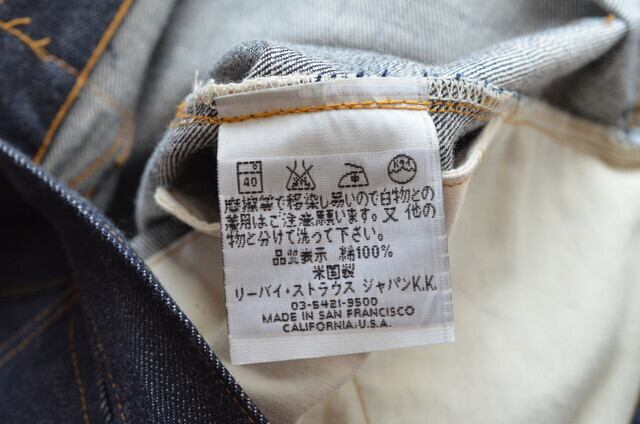 40
摩擦等で移染し易いので白物との
着用はご注意願います。又 他の
物と分けて洗って下さい。
品質表示 綿100%
米国製
リーバイ・ストラウス ジャパンK.K.
03-5421-9500
MADE IN SAN FRANCISCO
CALIFORNIA, U.S.A.